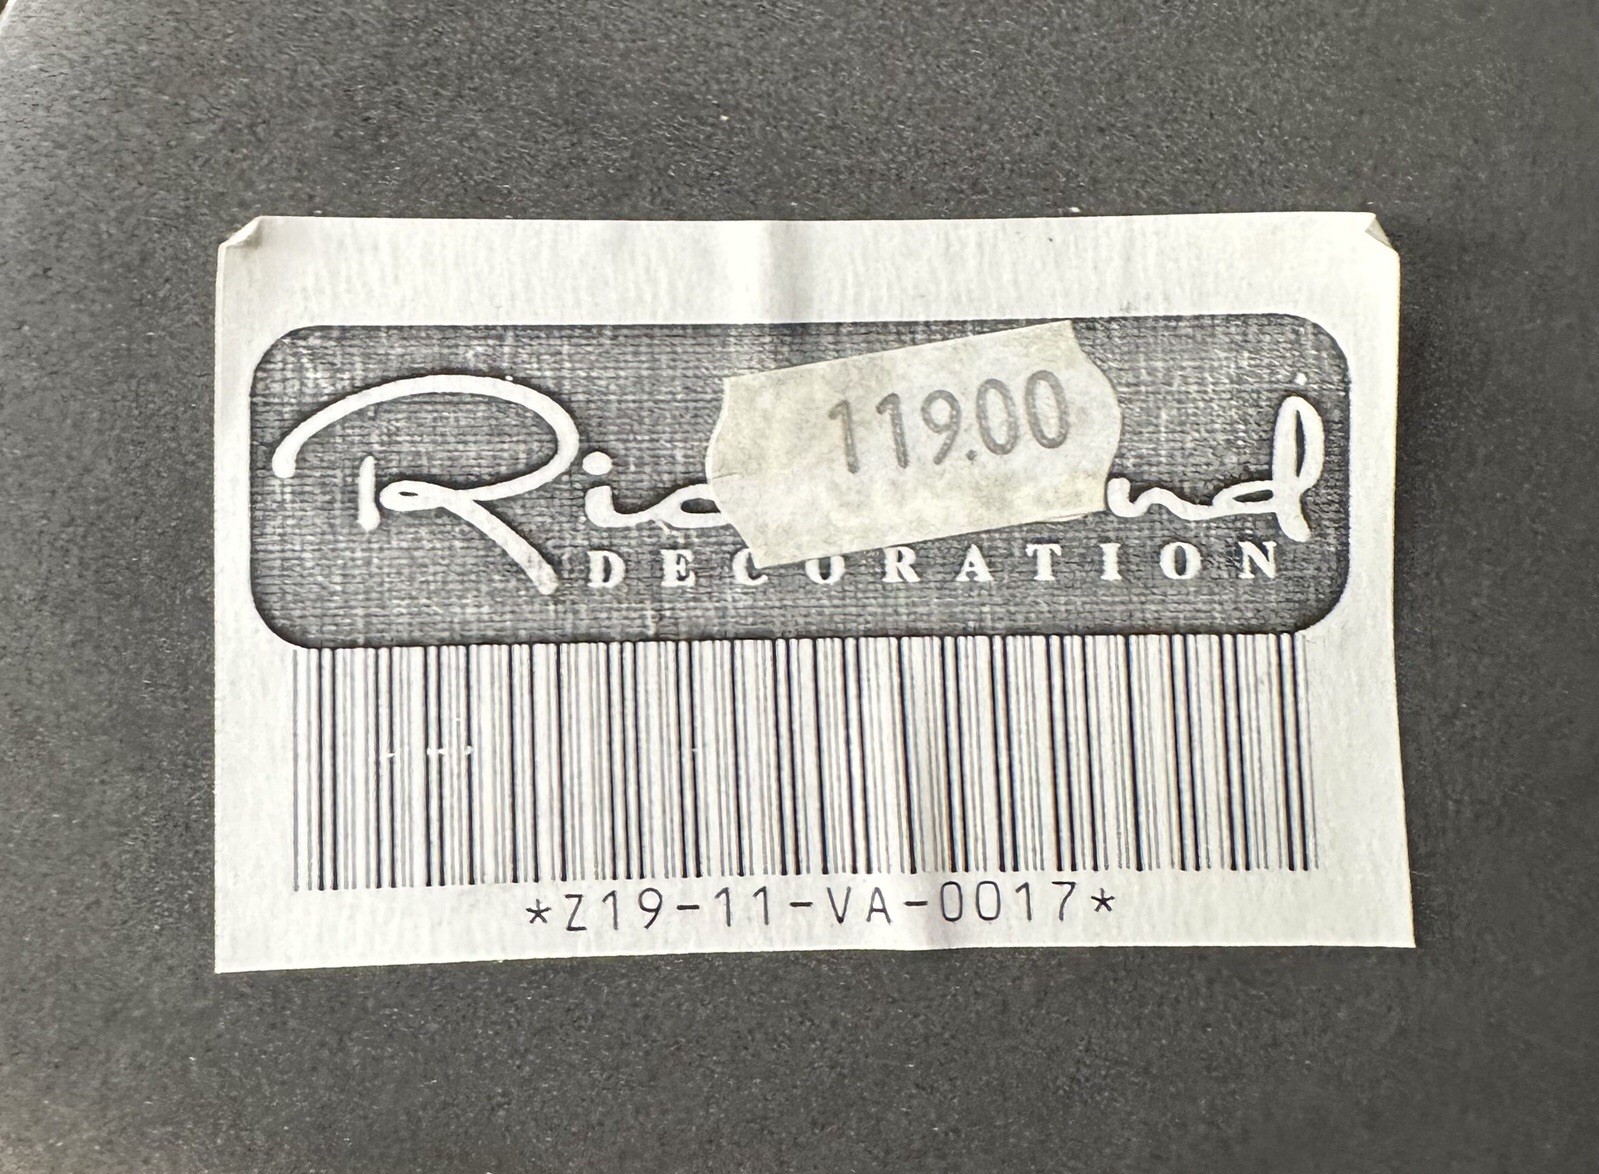 119.00
DECORATION
*Z19-11-VA-0017*